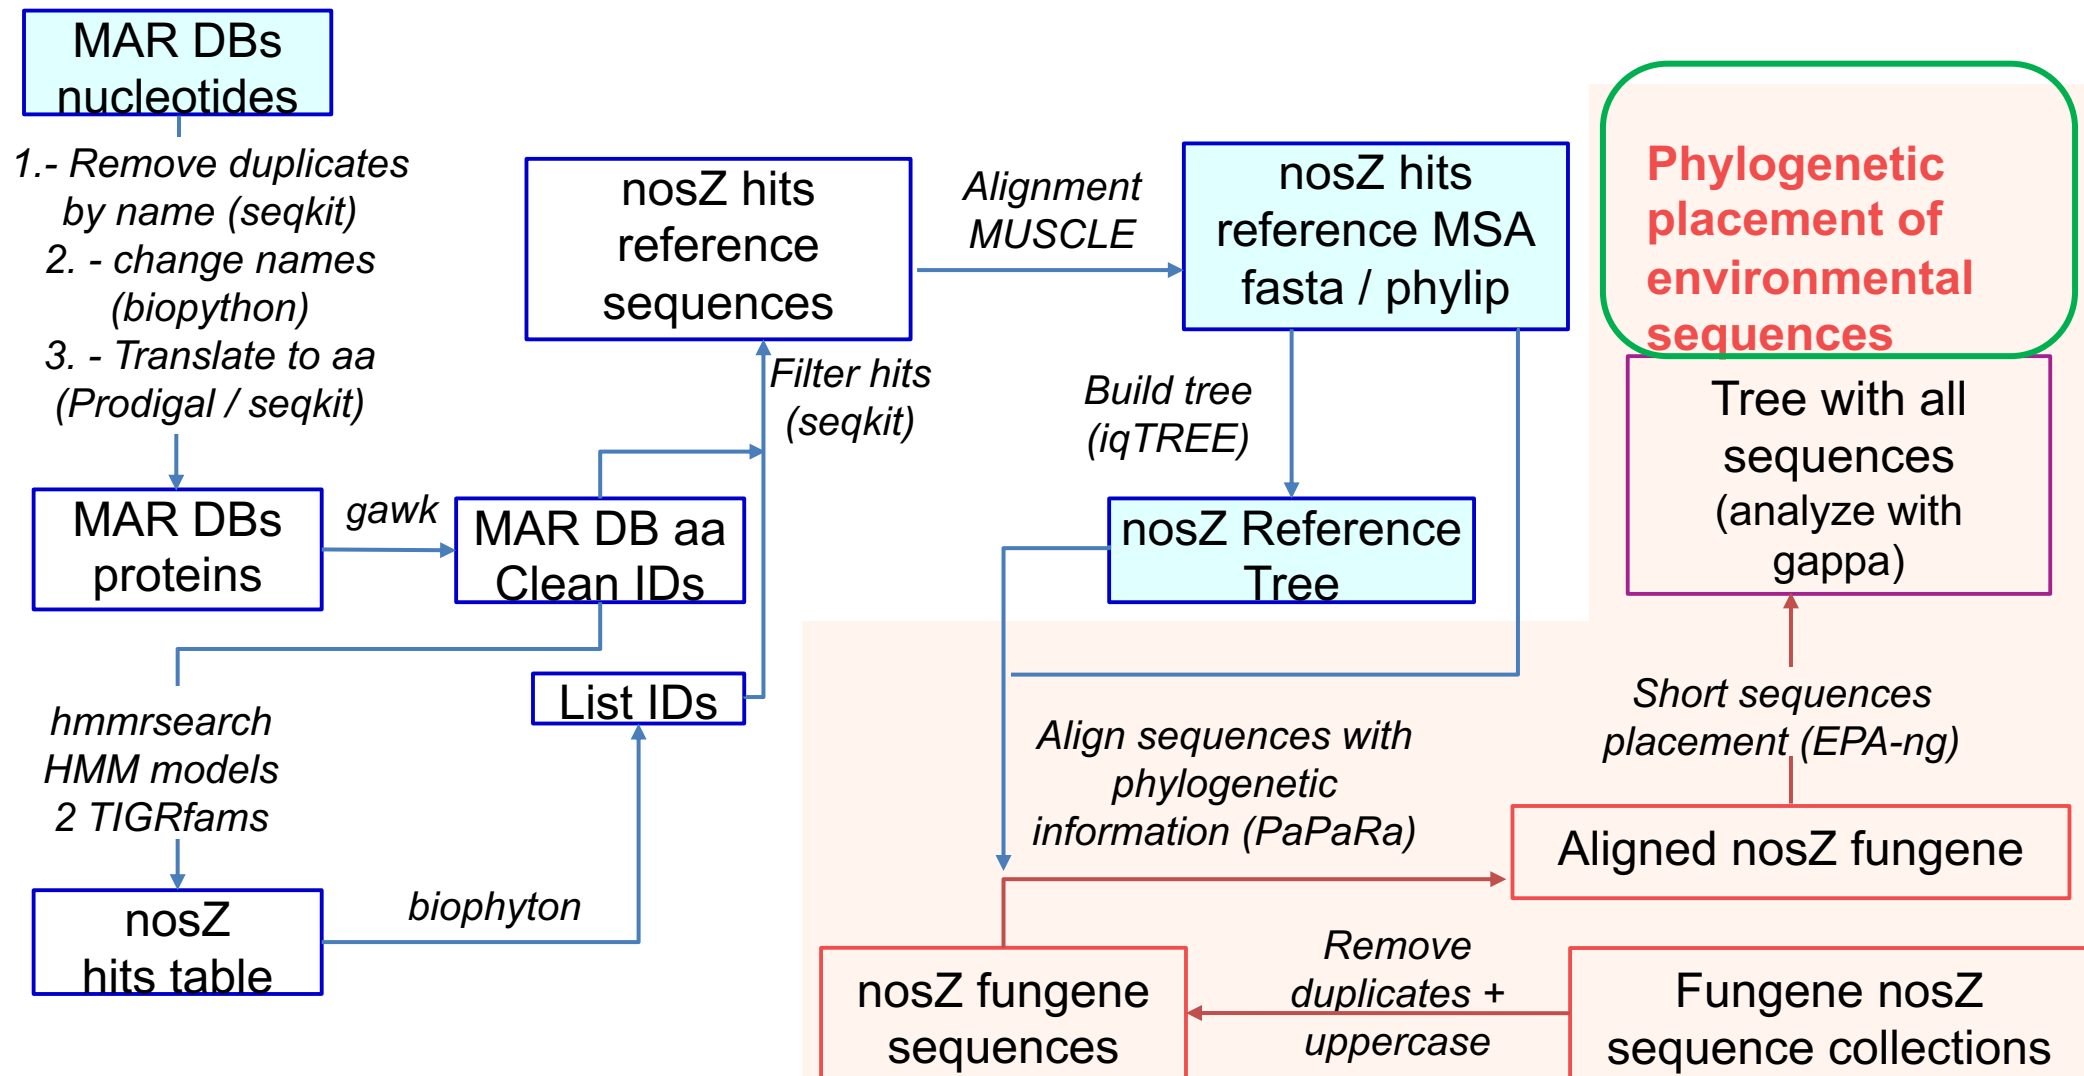 MAR DBs
nucleotides
1.- Remove duplicates
by name (seqkit)
2. - change names
(biopython)
3. - Translate to aa
(Prodigal / seqkit)
MAR DBs
proteins
gawk
MAR DB aa
Clean IDs
hmmrsearch
HMM models
2 TIGRfams
nosZ
hits table
biophyton
List IDs
Filter hits
(seqkit)
nosZ hits
reference
sequences
Alignment
MUSCLE
nosZ hits
reference MSA
fasta / phylip
Build tree
(iqTREE)
nosZ Reference
Tree
Align sequences with
phylogenetic
information (PaPaRa)
nosZ fungene
sequences
Remove
duplicates +
uppercase
Fungene nosZ
sequence collections
Aligned nosZ fungene
Short sequences
placement (EPA-ng)
Tree with all
sequences
(analyze with
gappa)
Phylogenetic
placement of
environmental
sequences